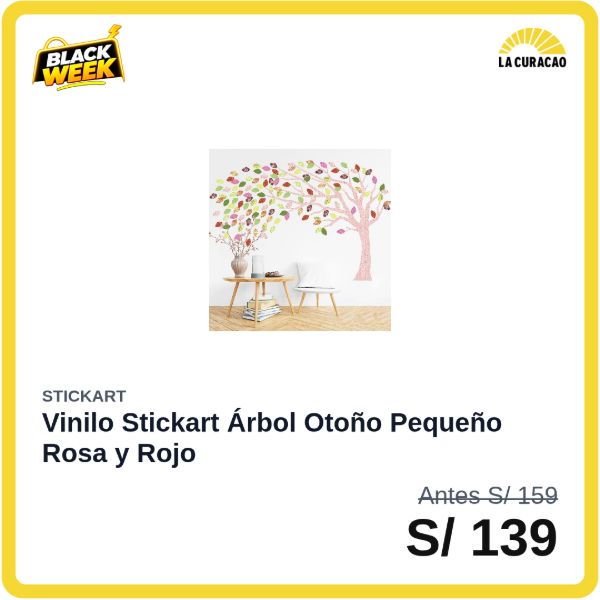 BLACK
WEEK
LA CURACAO
STICKART
Vinilo Stickart Árbol Otoño Pequeño
Rosa y Rojo
Antes S/ 159
S/ 139